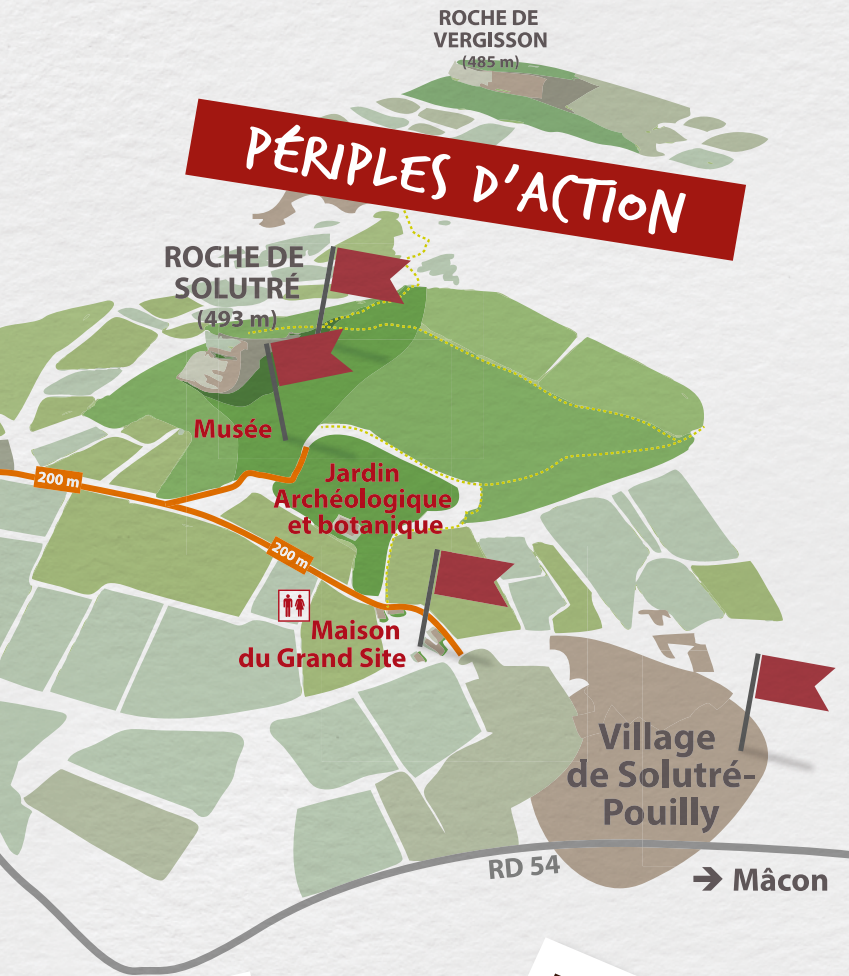 ROCHE DE
VERGISSON
(485 m)
PÉRIPLES D'ACTION
ROCHE DE
SOLUTRÉ
(493 m)
Musée
200 m
Jardin
Archéologique
et botanique
200 m
Maison
du Grand Site
Village
de Solutré-
Pouilly
RD 54
→ Mâcon